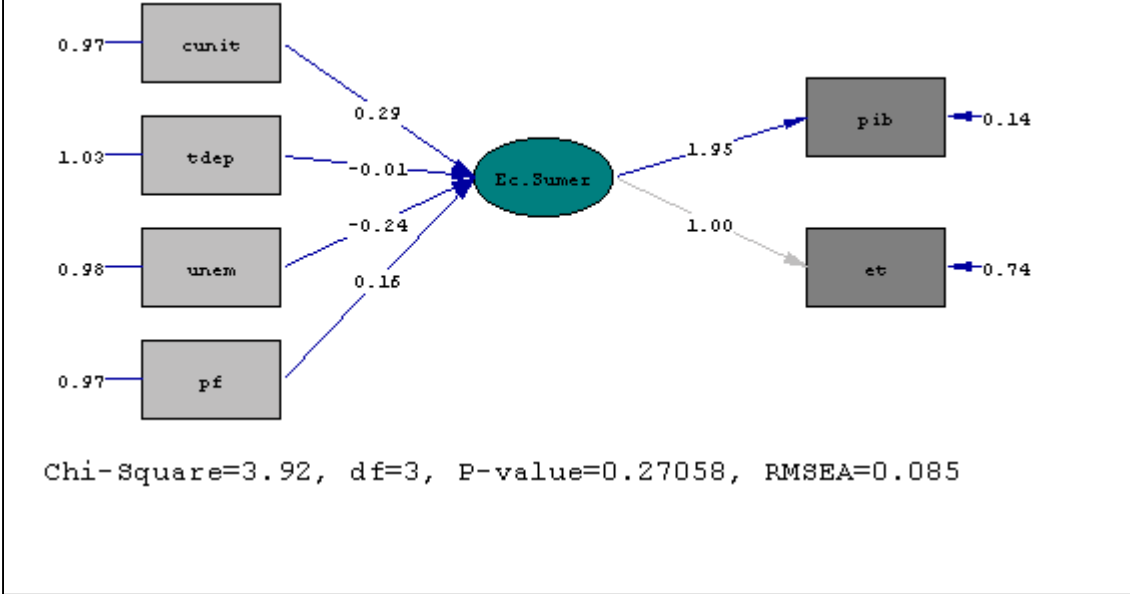 0.97 cunit
0.29
1.03 tdep
-0.01
0.98 unem
-0.24
0.97 pf
0.16
Ec.Sumer
1.95
1.00
pib 0.14
et 0.74
Chi-Square=3.92, df=3, P-value=0.27058, RMSEA=0.085